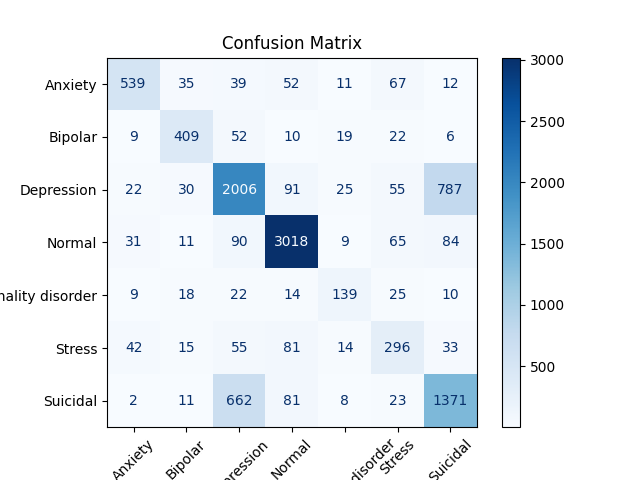 Confusion Matrix
Anxiety 539 35 39 52 11 67 12
Bipolar 9 409 52 10 19 22 6
Depression 22 30 2006 91 25 55 787
Normal 31 11 90 3018 9 65 84
nality disorder 9 18 22 14 139 25 10
Stress 42 15 55 81 14 296 33
Suicidal 2 11 662 81 8 23 1371
Anxiety Bipolar ression Normal disorder Stress Suicidal
3000
2500
2000
1500
1000
500